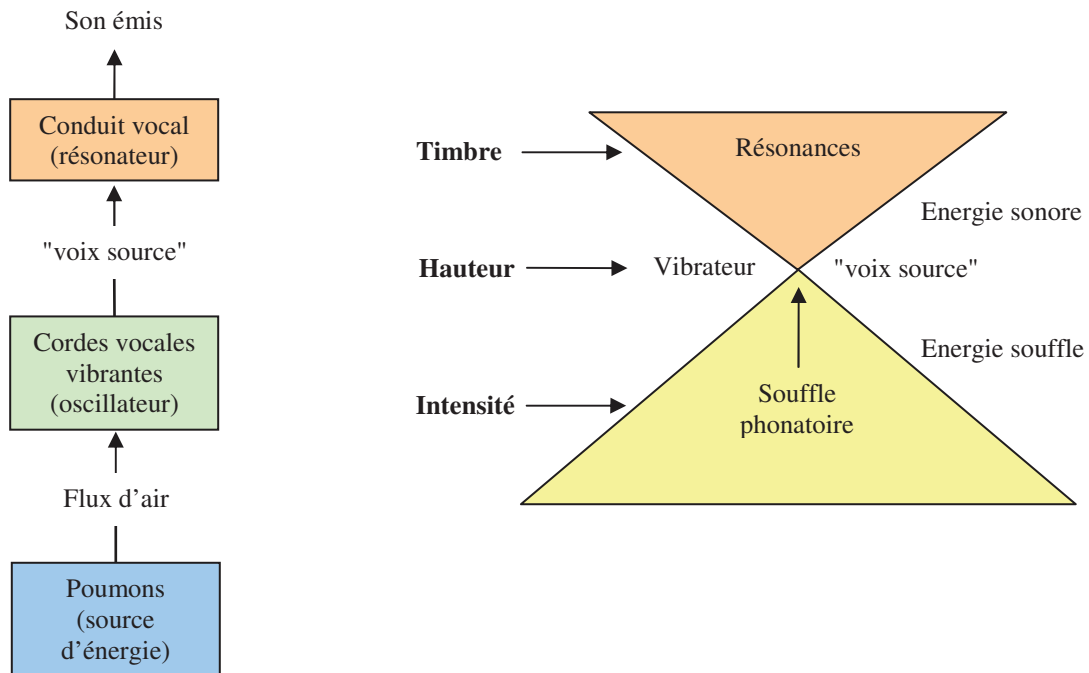 Son émis
Conduit vocal
(résonateur)
"voix source"
Cordes vocales
vibrantes
(oscillateur)
Flux d’air
Poumons
(source
d’énergie)
Timbre
Résonances
Energie sonore
Hauteur
Vibrateur
"voix source"
Energie souffle
Intensité
Souffle
phonatoire